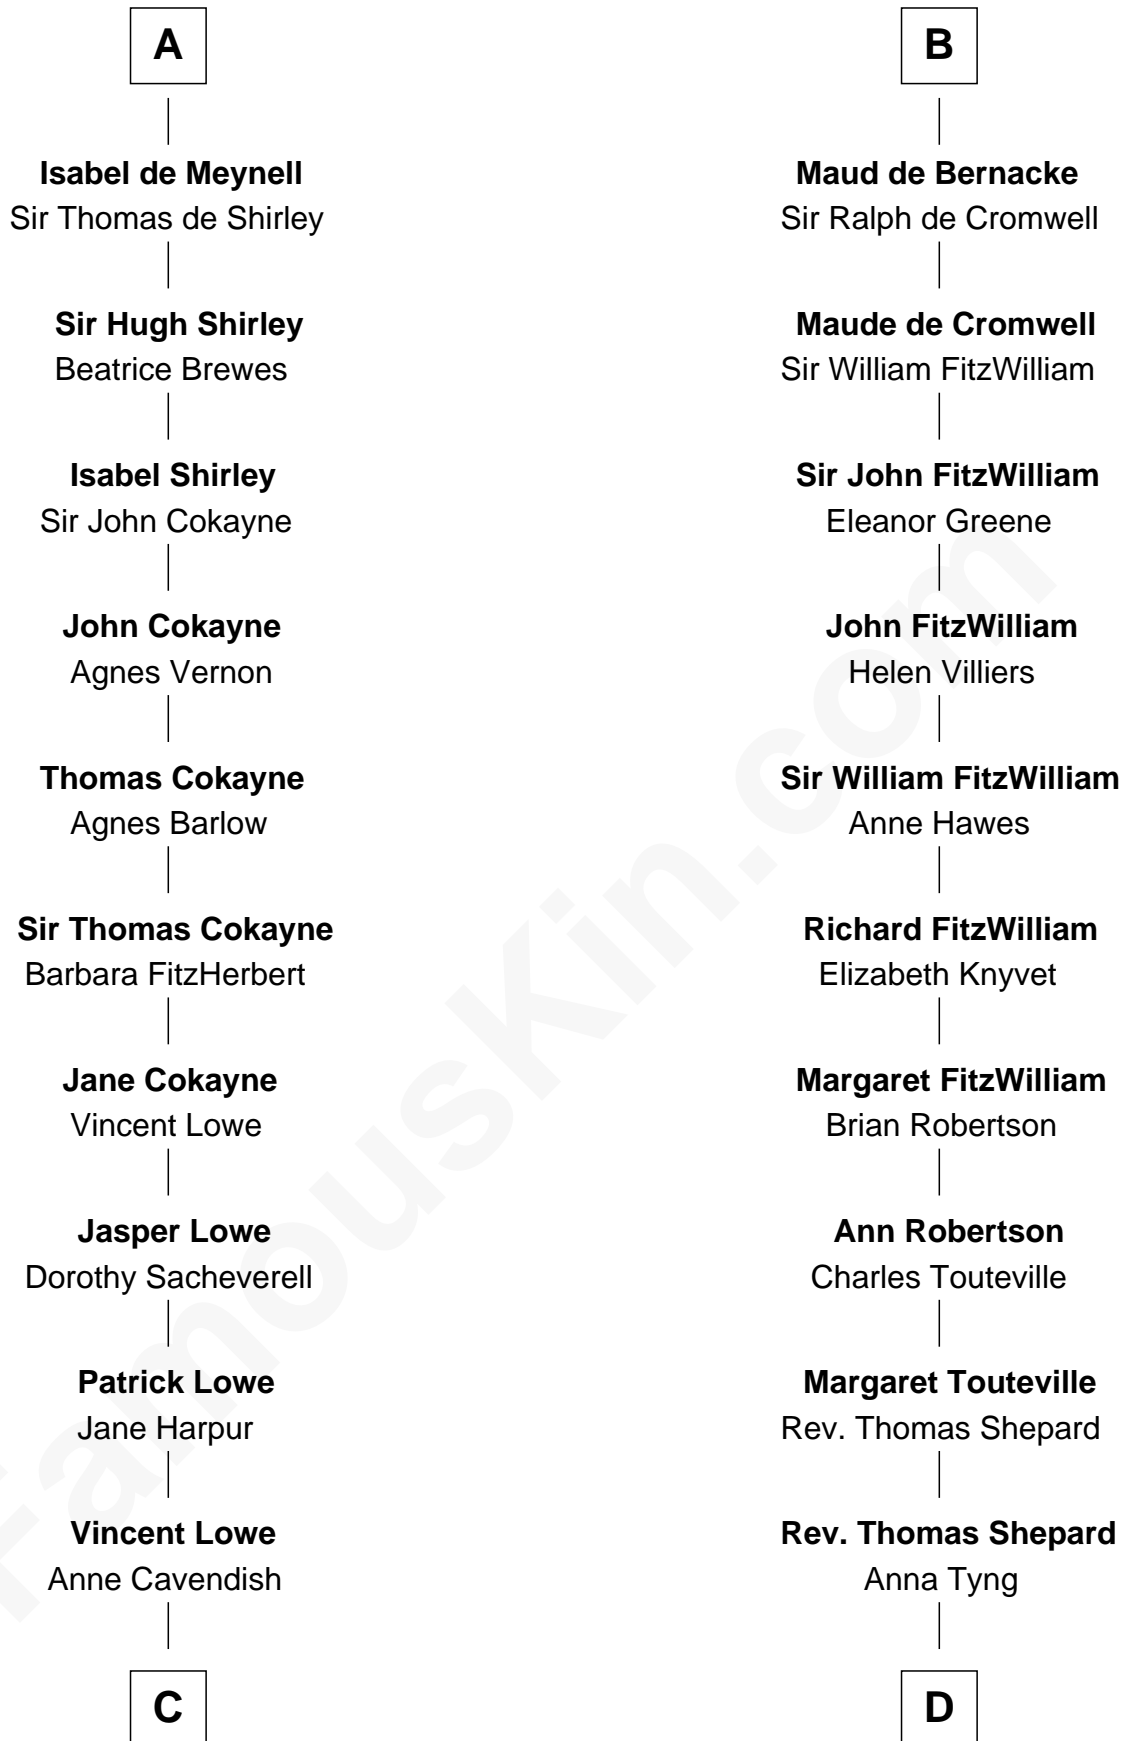 A
Isabel de Meynell
Sir Thomas de Shirley
Sir Hugh Shirley
Beatrice Brewes
Isabel Shirley
Sir John Cokayne
John Cokayne
Agnes Vernon
Thomas Cokayne
Agnes Barlow
Sir Thomas Cokayne
Barbara FitzHerbert
Jane Cokayne
Vincent Lowe
Jasper Lowe
Dorothy Sacheverell
Patrick Lowe
Jane Harpur
Vincent Lowe
Anne Cavendish
C
B
Maud de Bernacke
Sir Ralph de Cromwell
Maude de Cromwell
Sir William FitzWilliam
Sir John FitzWilliam
Eleanor Greene
John FitzWilliam
Helen Villiers
Sir William FitzWilliam
Anne Hawes
Richard FitzWilliam
Elizabeth Knyvet
Margaret FitzWilliam
Brian Robertson
Ann Robertson
Charles Touteville
Margaret Touteville
Rev. Thomas Shepard
Rev. Thomas Shepard
Anna Tyng
D
FamousKin.com